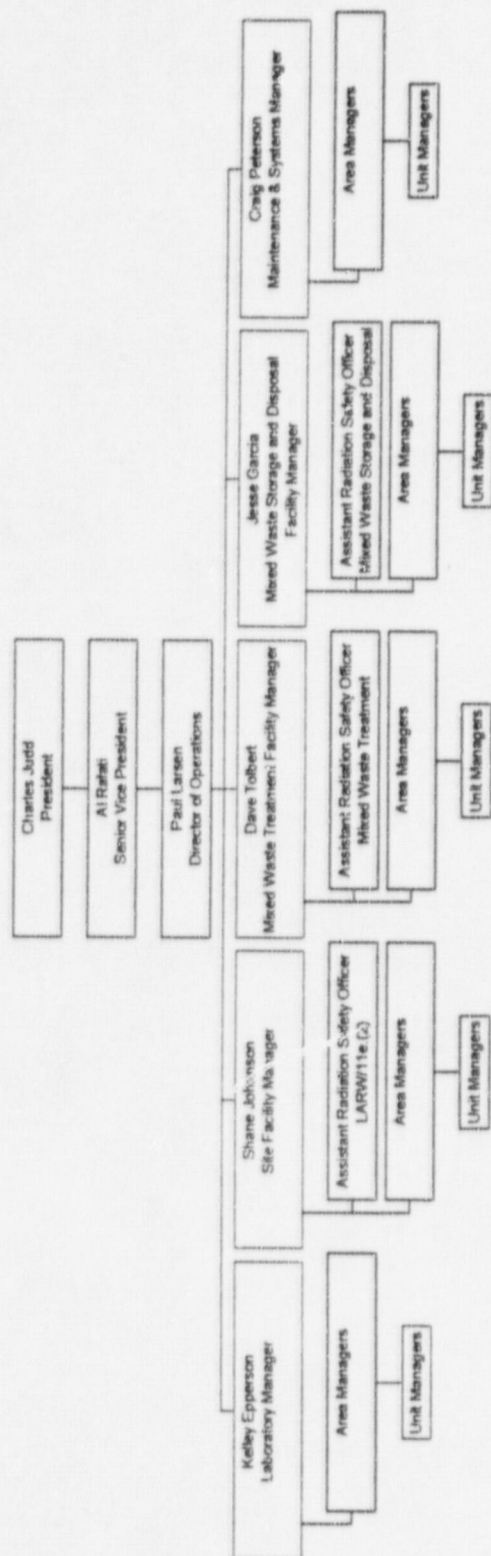 Charles Judd
President
Al Rafati
Senior Vice President
Paul Larsen
Director of Operations
Kelley Epperson
Laboratory Manager
Area Managers
Unit Managers
Shane Johanson
Site Facility Manager
Assistant Radiation Safety Officer
LARW/11e.(2)
Area Managers
Unit Managers
Dave Tolbert
Mixed Waste Treatment Facility Manager
Assistant Radiation Safety Officer
Mixed Waste Treatment
Area Managers
Unit Managers
Jesse Garcia
Mixed Waste Storage and Disposal
Facility Manager
Assistant Radiation Safety Officer
Mixed Waste Storage and Disposal
Area Managers
Unit Managers
Craig Peterson
Maintenance & Systems Manager
Area Managers
Unit Managers